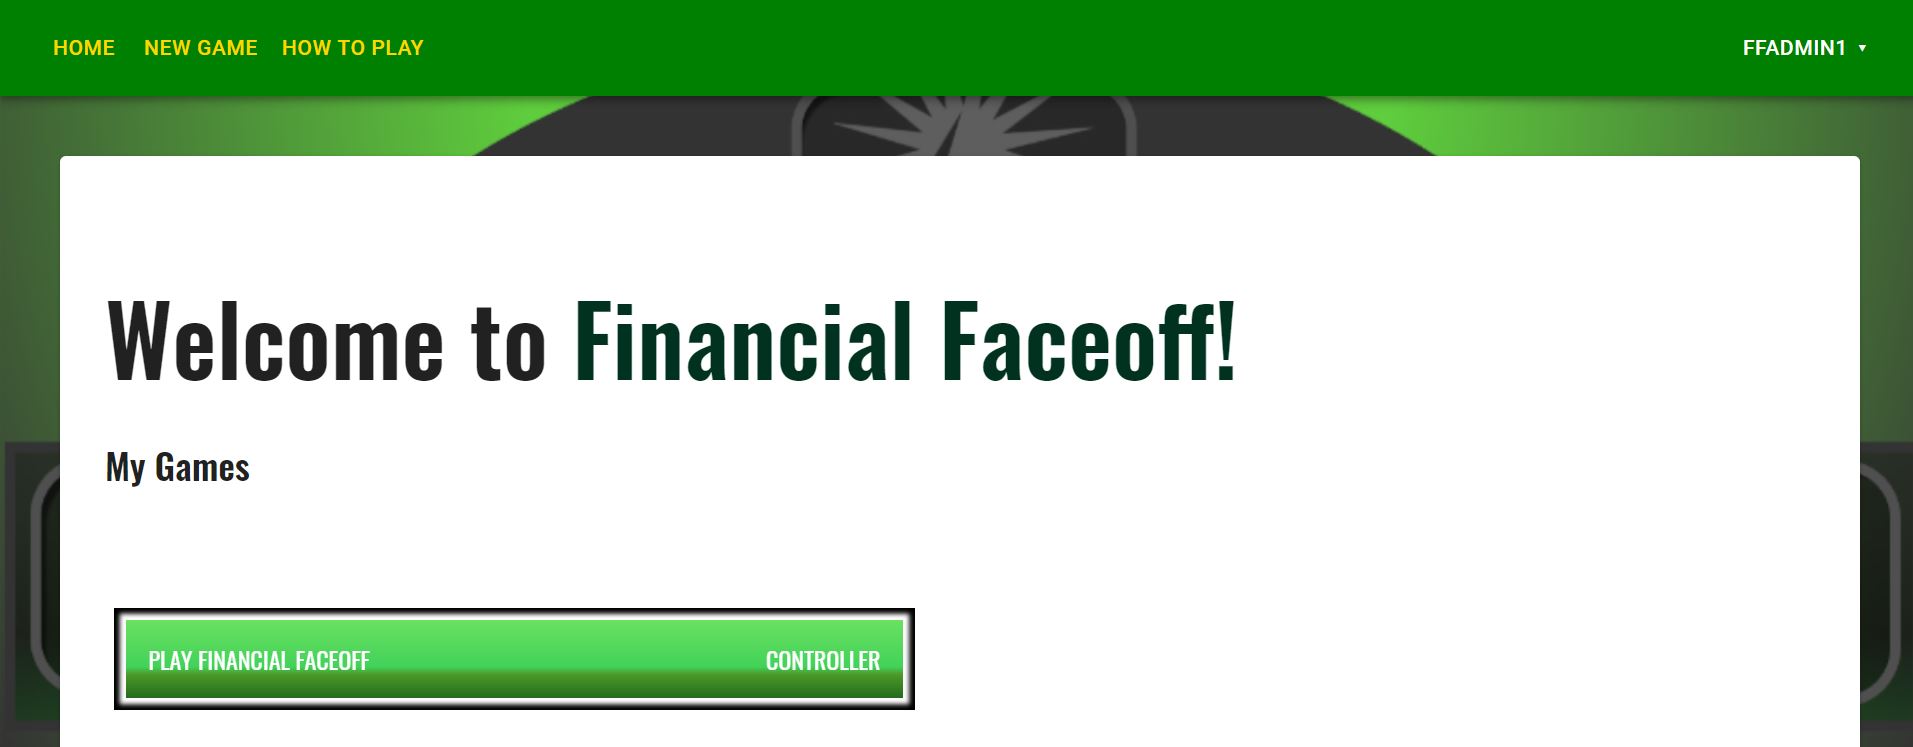 HOME NEW GAME HOW TO PLAY FFADMIN1 ▼
Welcome to Financial Faceoff!
My Games
PLAY FINANCIAL FACEOFF CONTROLLER